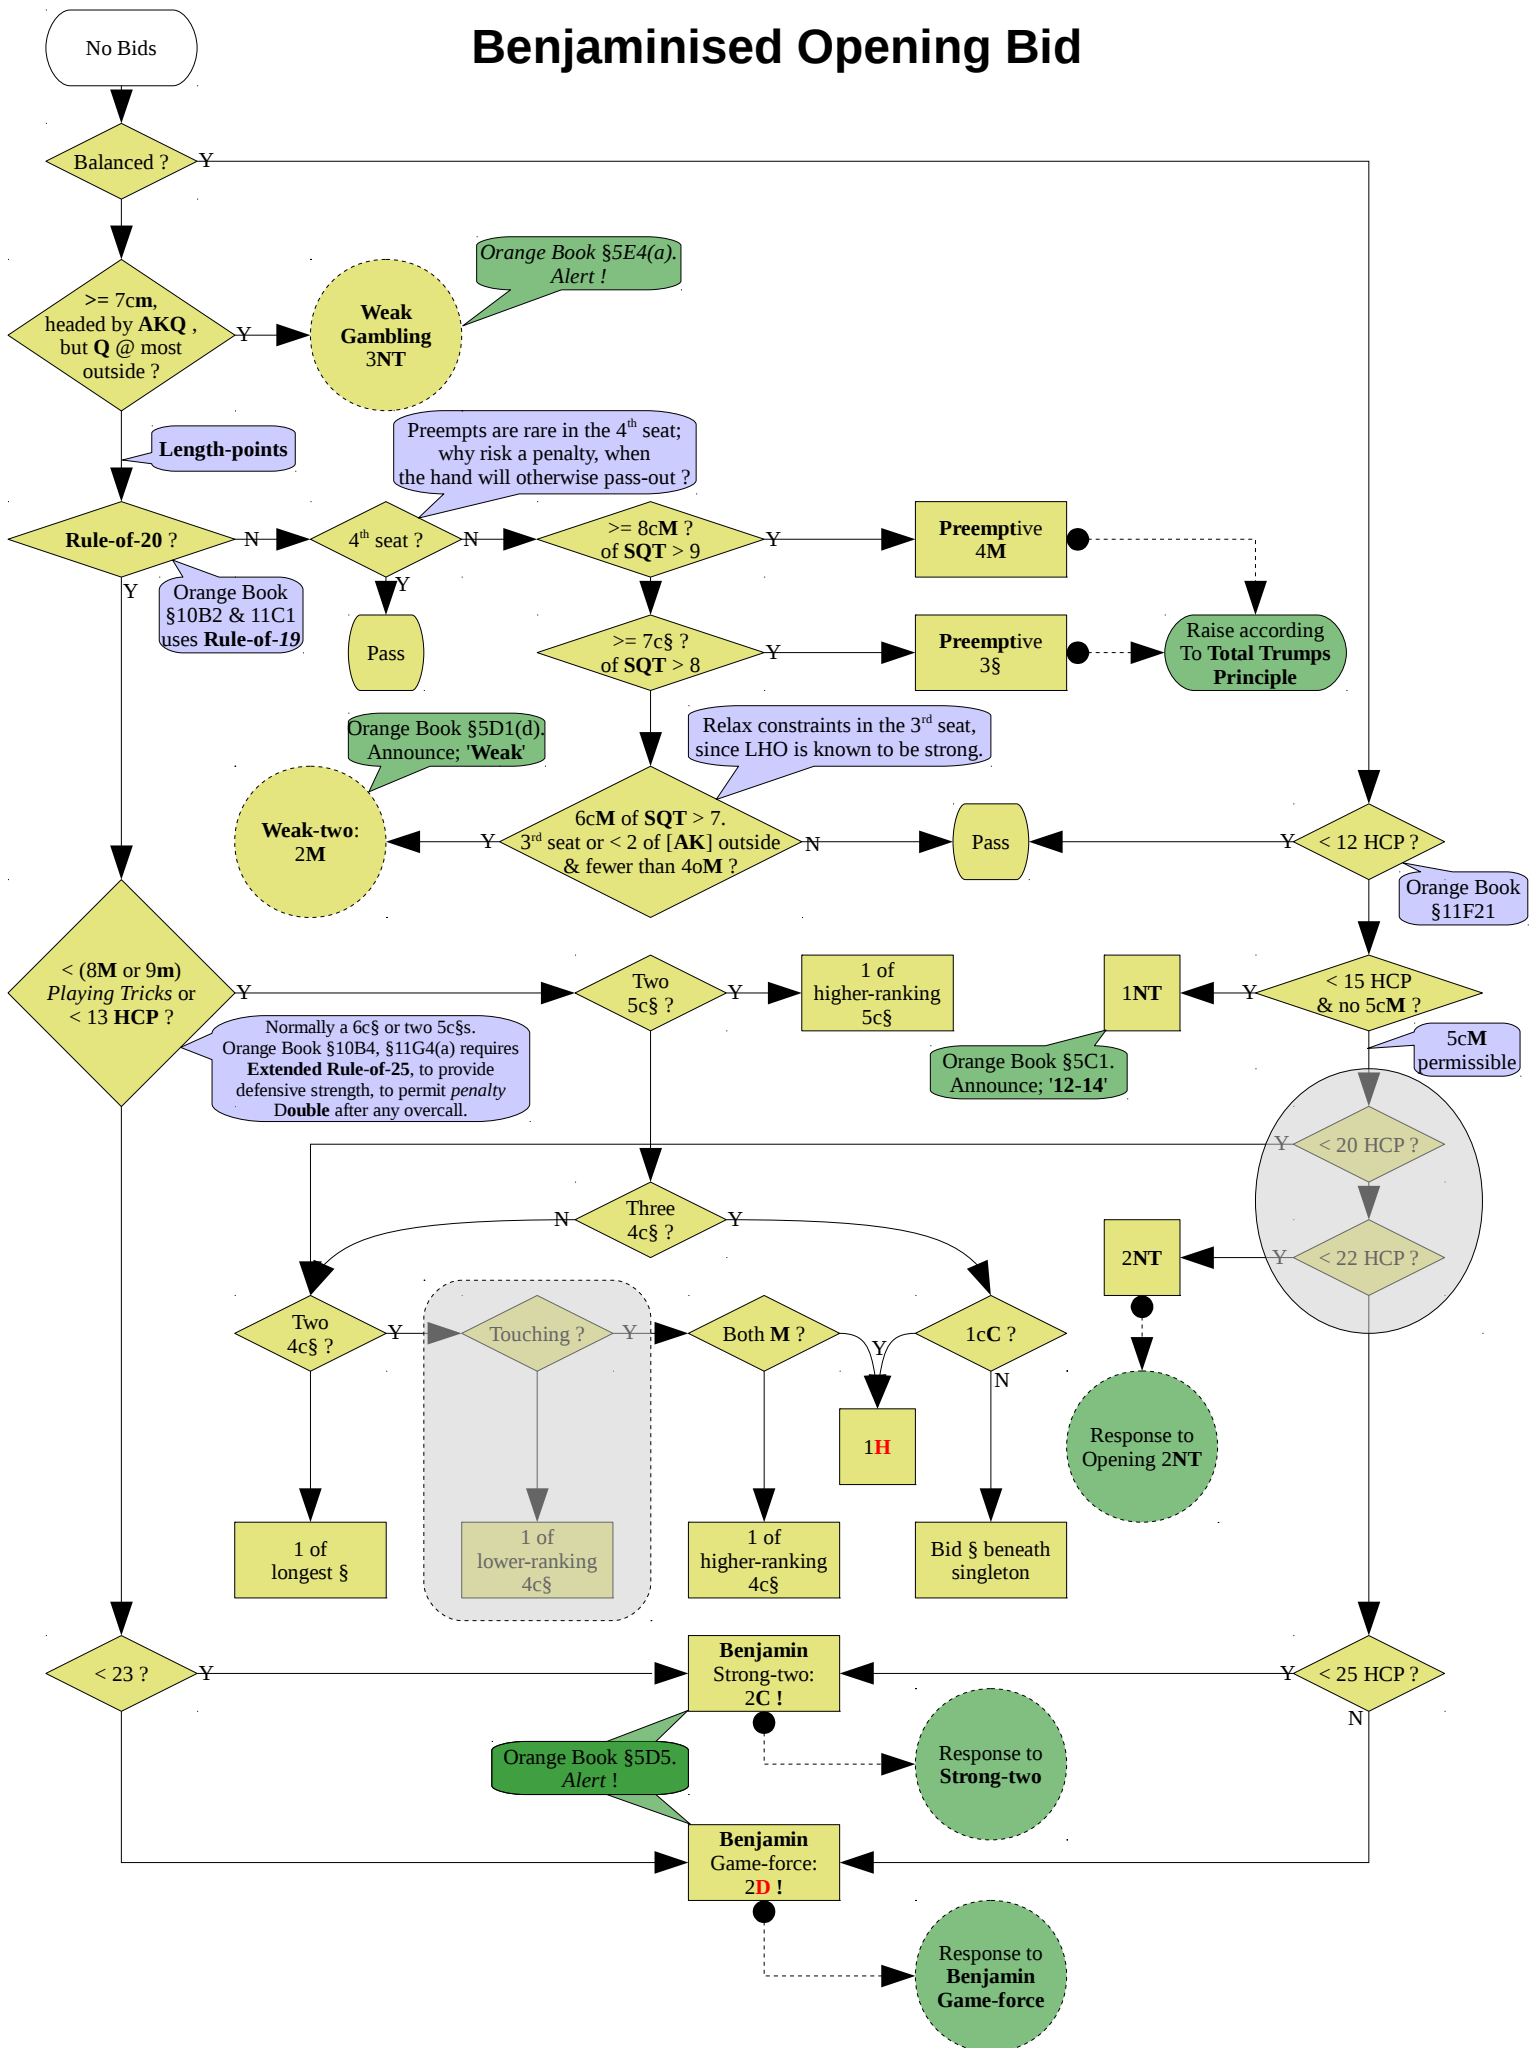 Benjaminised Opening Bid
No Bids
Balanced ?
Y
>= 7cm,
headed by AKQ ,
but Q @ most
outside ?
Y
Weak
Gambling
3NT
Orange Book §5E4(a).
Alert !
Length-points
Preempts are rare in the 4th seat;
why risk a penalty, when
the hand will otherwise pass-out ?
Rule-of-20 ?
N
Y
Orange Book
§10B2 & 11C1
uses Rule-of-19
4th seat ?
N
Y
Pass
>= 8cM ?
of SQT > 9
Y
Preemptive
4M
>= 7c§ ?
of SQT > 8
Y
Preemptive
3§
Raise according
To Total Trumps
Principle
Orange Book §5D1(d).
Announce; 'Weak'
Relax constraints in the 3rd seat,
since LHO is known to be strong.
Weak-two:
2M
Y
6cM of SQT > 7.
3rd seat or < 2 of [AK] outside
& fewer than 4oM ?
N
Pass
Y
< 12 HCP ?
Orange Book
§11F21
< (8M or 9m)
Playing Tricks or
< 13 HCP ?
Y
Normally a 6c§ or two 5c§s.
Orange Book §10B4, §11G4(a) requires
Extended Rule-of-25, to provide
defensive strength, to permit penalty
Double after any overcall.
Two
5c§ ?
Y
1 of
higher-ranking
5c§
1NT
Y
< 15 HCP
& no 5cM ?
Orange Book §5C1.
Announce; '12-14'
5cM
permissible
Y
< 20 HCP ?
Three
4c§ ?
N
Y
2NT
Y
< 22 HCP ?
Two
4c§ ?
Y
Touching ?
Y
Both M ?
Y
1cC ?
N
1H
Response to
Opening 2NT
1 of
longest §
1 of
lower-ranking
4c§
1 of
higher-ranking
4c§
Bid § beneath
singleton
< 23 ?
Y
Benjamin
Strong-two:
2C !
Y
< 25 HCP ?
N
Orange Book §5D5.
Alert !
Response to
Strong-two
Benjamin
Game-force:
2D !
Response to
Benjamin
Game-force